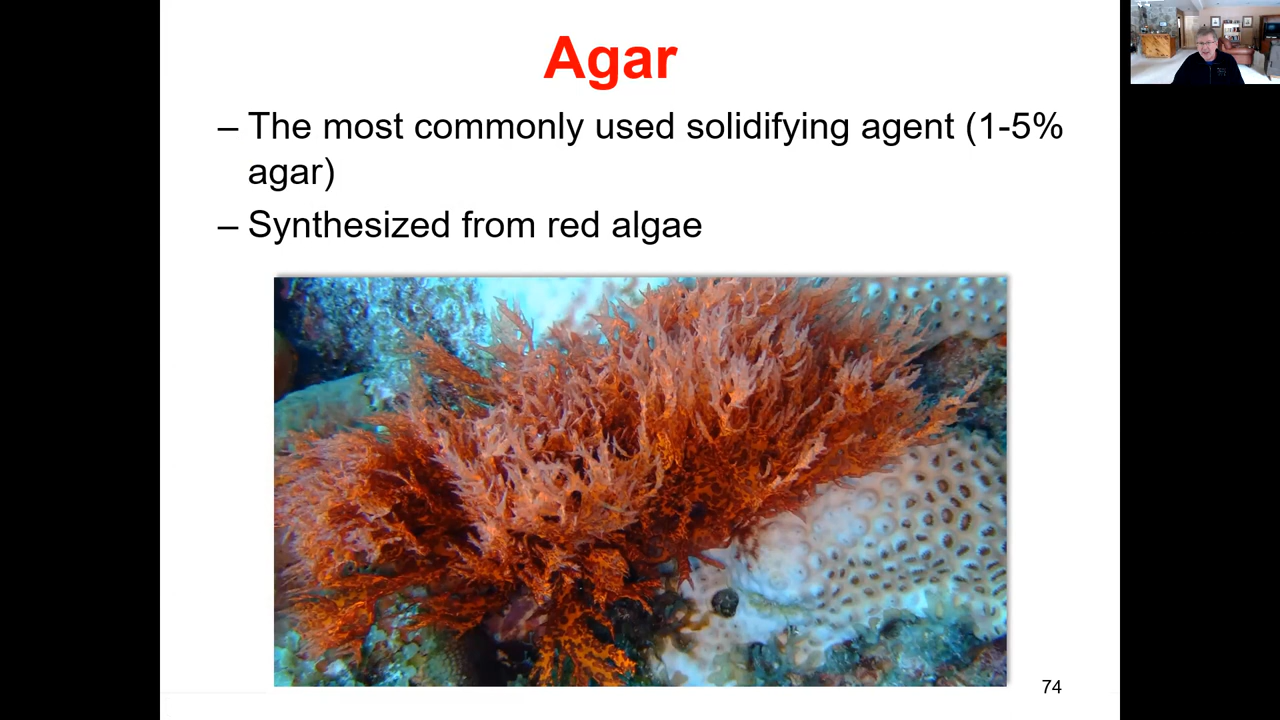 Agar
– The most commonly used solidifying agent (1-5%
agar)
– Synthesized from red algae
74